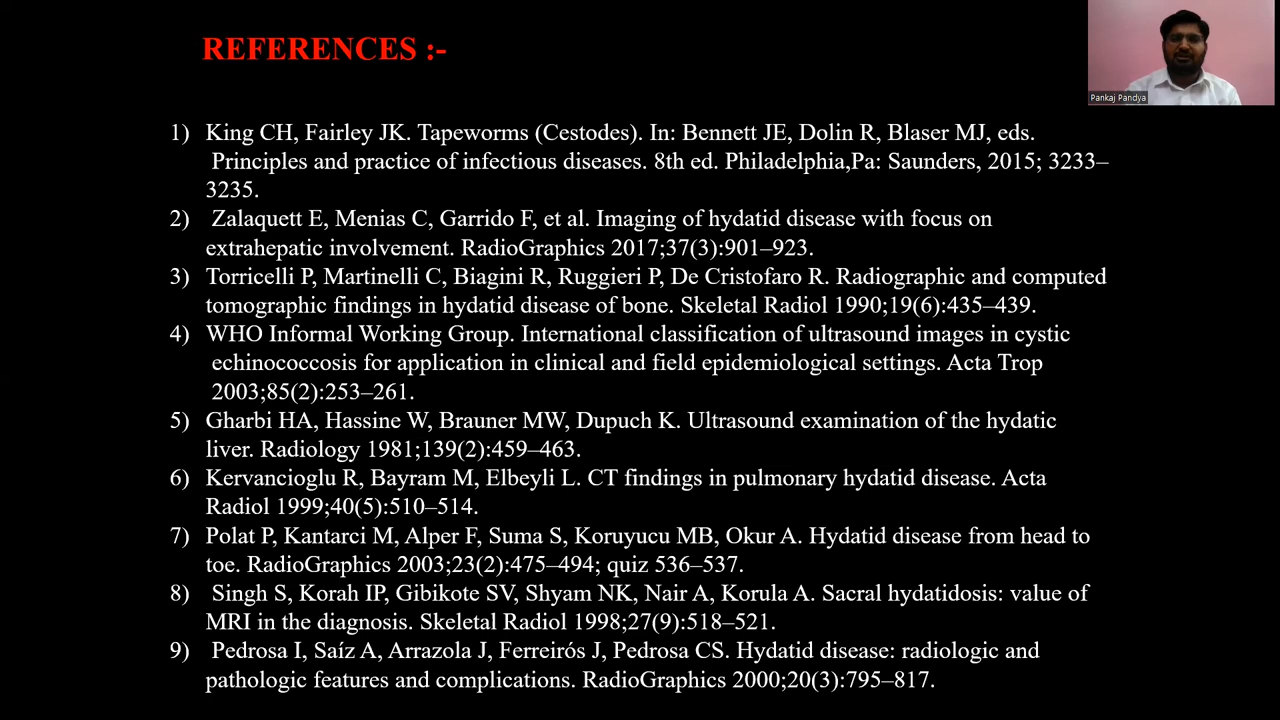 REFERENCES :-
Pankaj Pandya
1) King CH, Fairley JK. Tapeworms (Cestodes). In: Bennett JE, Dolin R, Blaser MJ, eds.
Principles and practice of infectious diseases. 8th ed. Philadelphia,Pa: Saunders, 2015; 3233–
3235.
2) Zalaquett E, Menias C, Garrido F, et al. Imaging of hydatid disease with focus on
extrahepatic involvement. RadioGraphics 2017;37(3):901–923.
3) Torricelli P, Martinelli C, Biagini R, Ruggieri P, De Cristofaro R. Radiographic and computed
tomographic findings in hydatid disease of bone. Skeletal Radiol 1990;19(6):435–439.
4) WHO Informal Working Group. International classification of ultrasound images in cystic
echinococcosis for application in clinical and field epidemiological settings. Acta Trop
2003;85(2):253–261.
5) Gharbi HA, Hassine W, Brauner MW, Dupuch K. Ultrasound examination of the hydatic
liver. Radiology 1981;139(2):459–463.
6) Kervancioglu R, Bayram M, Elbeyli L. CT findings in pulmonary hydatid disease. Acta
Radiol 1999;40(5):510–514.
7) Polat P, Kantarci M, Alper F, Suma S, Koruyucu MB, Okur A. Hydatid disease from head to
toe. RadioGraphics 2003;23(2):475–494; quiz 536–537.
8) Singh S, Korah IP, Gibikote SV, Shyam NK, Nair A, Korula A. Sacral hydatidosis: value of
MRI in the diagnosis. Skeletal Radiol 1998;27(9):518–521.
9) Pedrosa I, Saíz A, Arrazola J, Ferreirós J, Pedrosa CS. Hydatid disease: radiologic and
pathologic features and complications. RadioGraphics 2000;20(3):795–817.